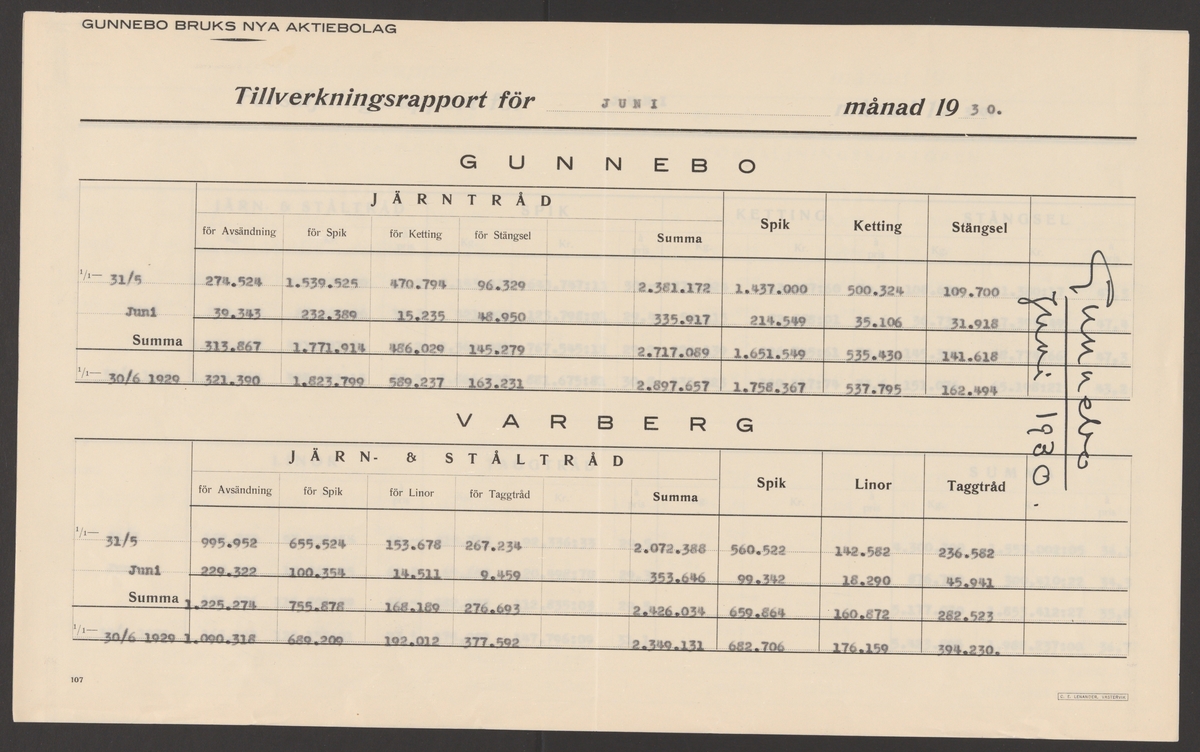 GUNNEBO BRUKS NYA AKTIEBOLAG
Tillverkningsrapport för JUNI månad 19 30.
GUNNEBO
JÄRNTRÅD
för Avsändning för Spik för Ketting för Stängsel Summa Spik Ketting Stängsel
1/1— 31/5 274.524 1.539.525 470.794 96.329 2.381.172 1.437.000 500.324 109.700
Juni 39.343 232.389 15.235 48.950 335.917 214.549 35.106 31.918
Summa 313.867 1.771.914 486.029 145.279 2.717.089 1.651.549 535.430 141.618
1/1— 30/6 1929 321.390 1.823.799 589.237 163.231 2.897.657 1.758.367 537.795 162.494
Gunnebo
Juni 1930.
VARBERG
JÄRN- & STÅLTRÅD
för Avsändning för Spik för Linor för Taggtråd Summa Spik Linor Taggtråd
1/1— 31/5 995.952 655.524 153.678 267.234 2.072.388 560.522 142.582 236.582
Juni 229.322 100.354 14.511 9.459 353.646 99.342 18.290 45.941
Summa 1.225.274 755.878 168.189 276.693 2.426.034 659.864 160.872 282.523
1/1— 30/6 1929 1.090.318 689.209 192.012 377.592 2.349.131 682.706 176.159 394.230.
107